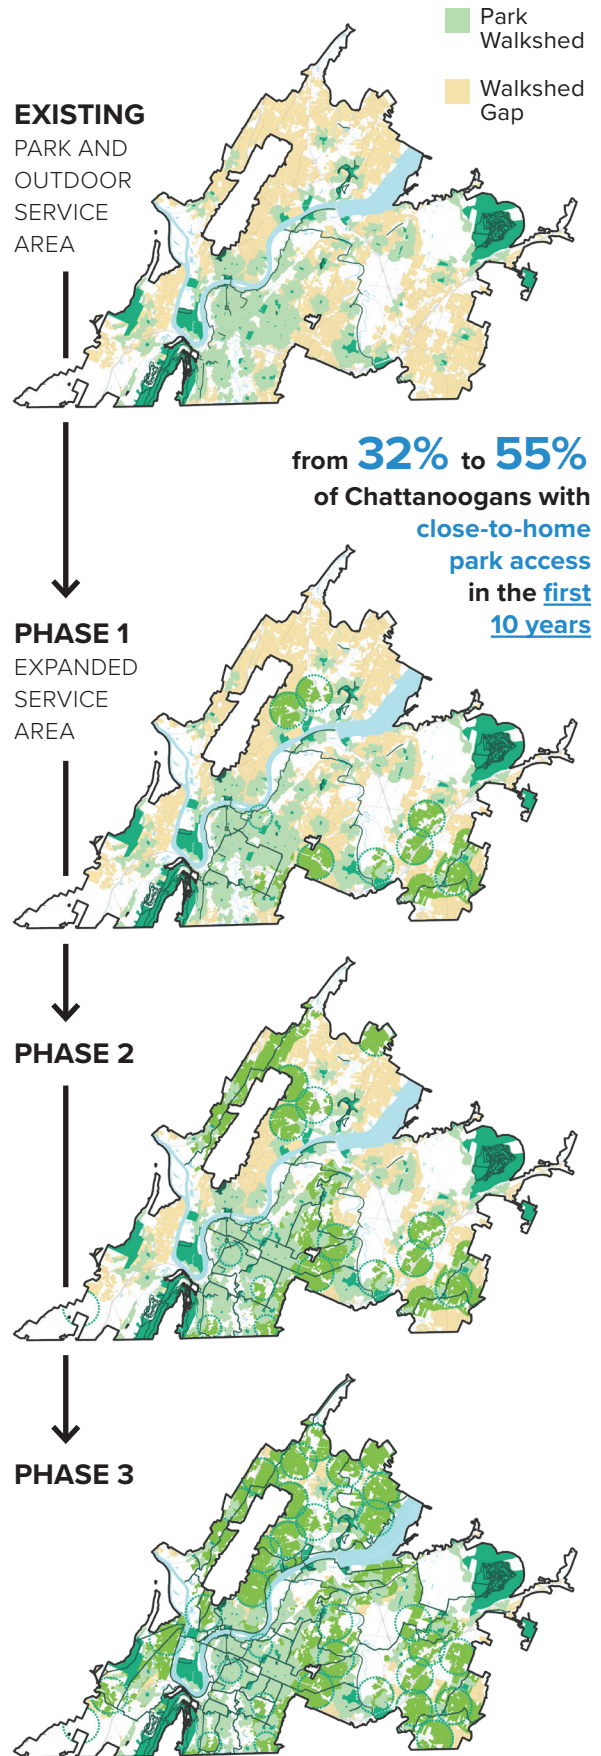 Park
Walkshed
Walkshed
Gap
EXISTING
PARK AND
OUTDOOR
SERVICE
AREA
from 32% to 55%
of Chattanoogans with
close-to-home
park access
in the first
10 years
PHASE 1
EXPANDED
SERVICE
AREA
PHASE 2
PHASE 3